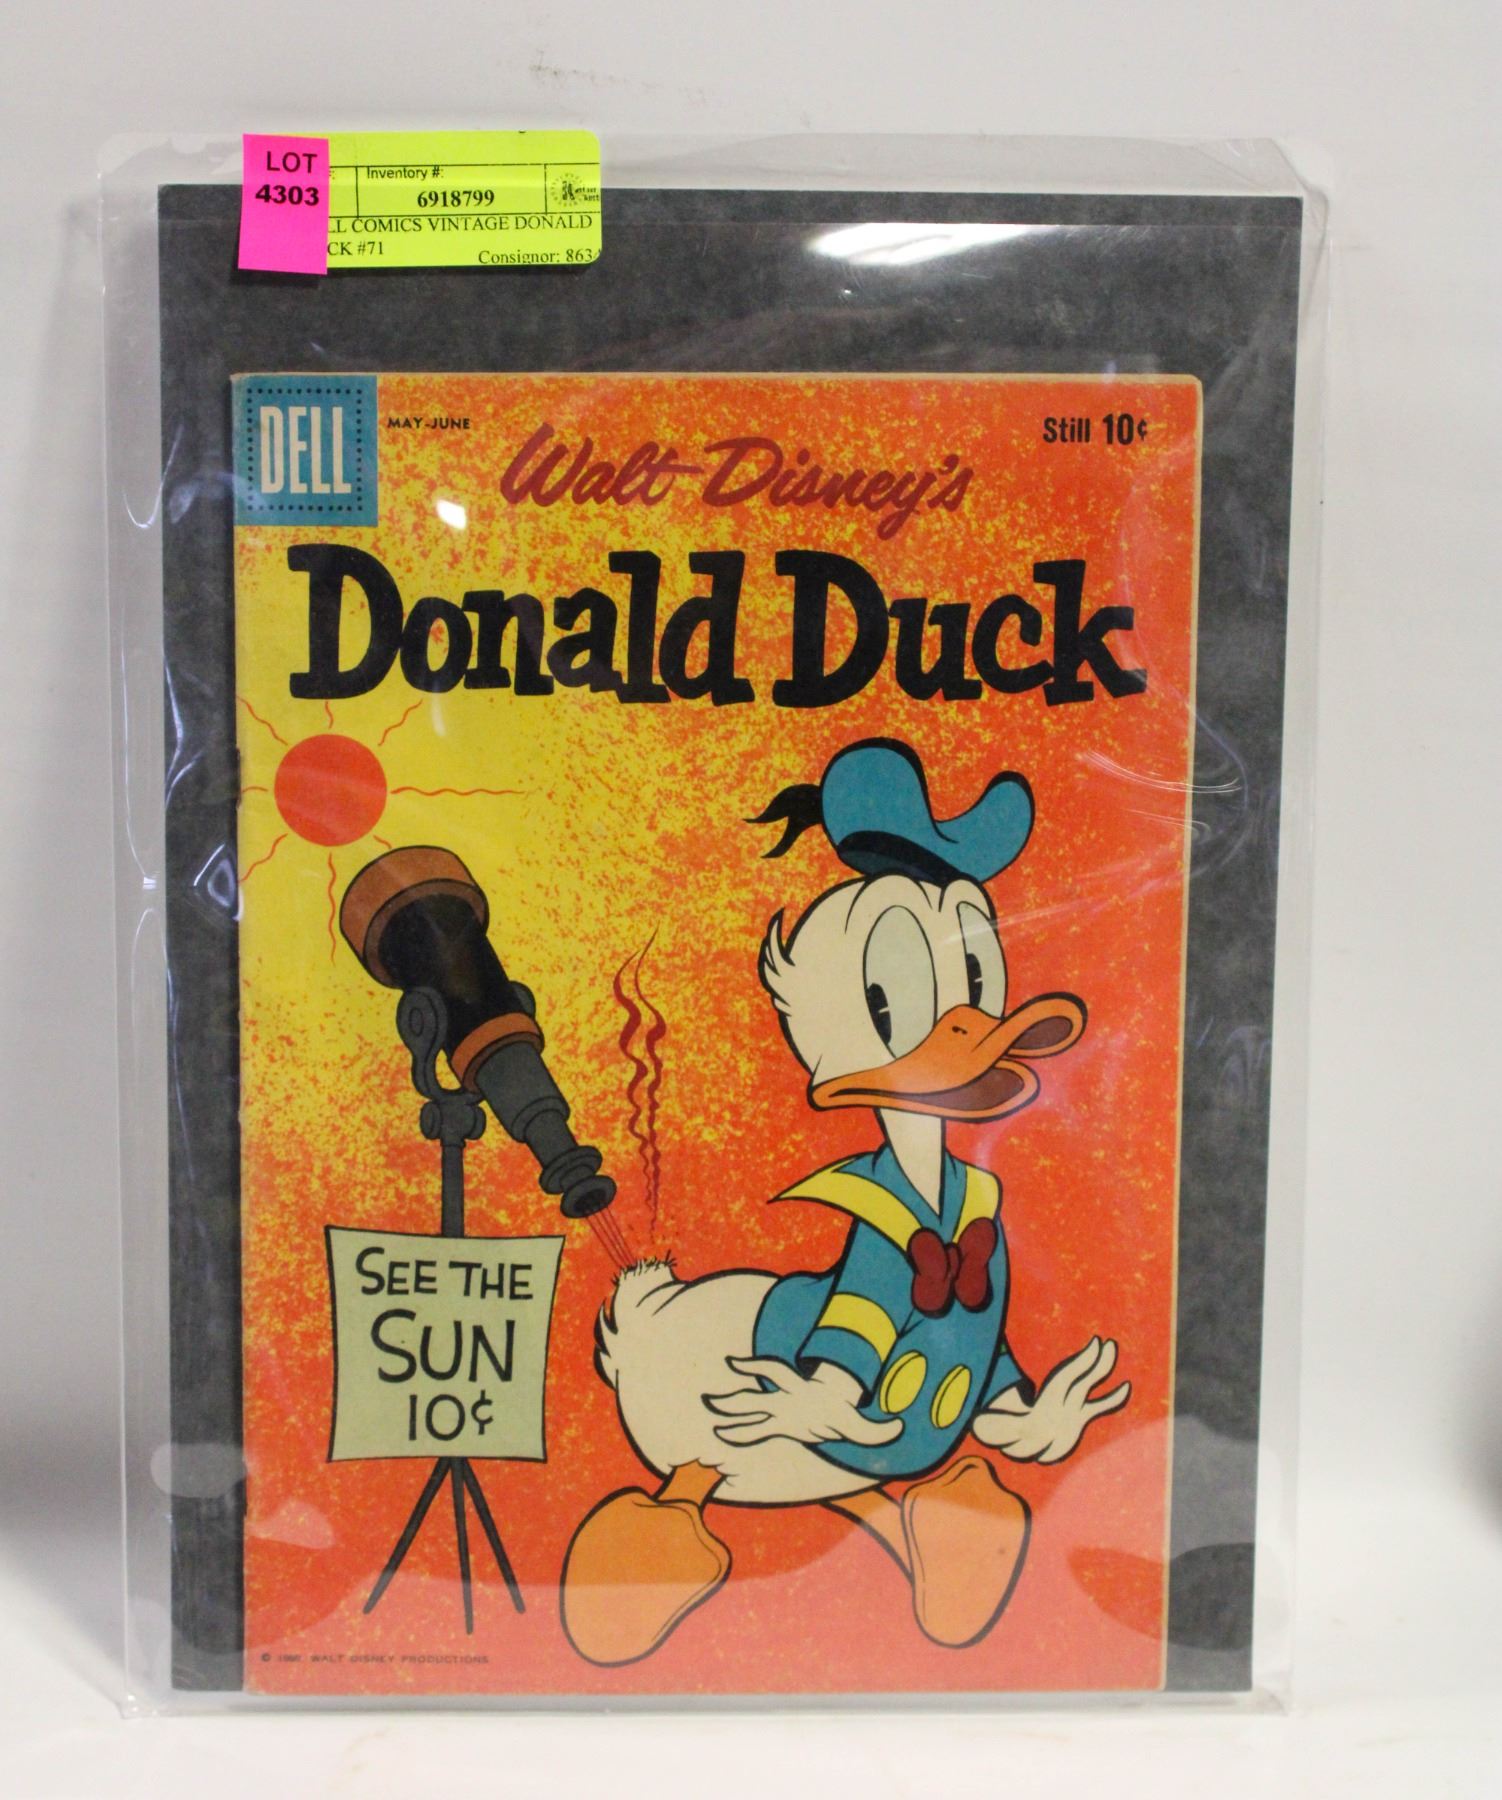 LOT
4303
Inventory #:
6918799
LL COMICS VINTAGE DONALD
CK #71
Consignor: 863
DELL
MAY-JUNE
Still 10¢
Walt Disney's
Donald Duck
SEE THE
SUN
10¢
© 1960 WALT DISNEY PRODUCTIONS